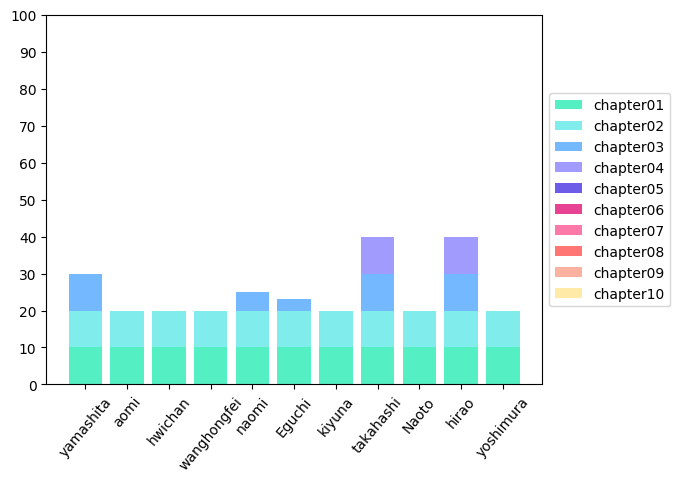 100
90
80
70
60
50
40
30
20
10
0
yamashita
aomi
hwichan
wanghongfei
naomi
Eguchi
kiyuna
takahashi
Naoto
hirao
yoshimura
chapter01
chapter02
chapter03
chapter04
chapter05
chapter06
chapter07
chapter08
chapter09
chapter10